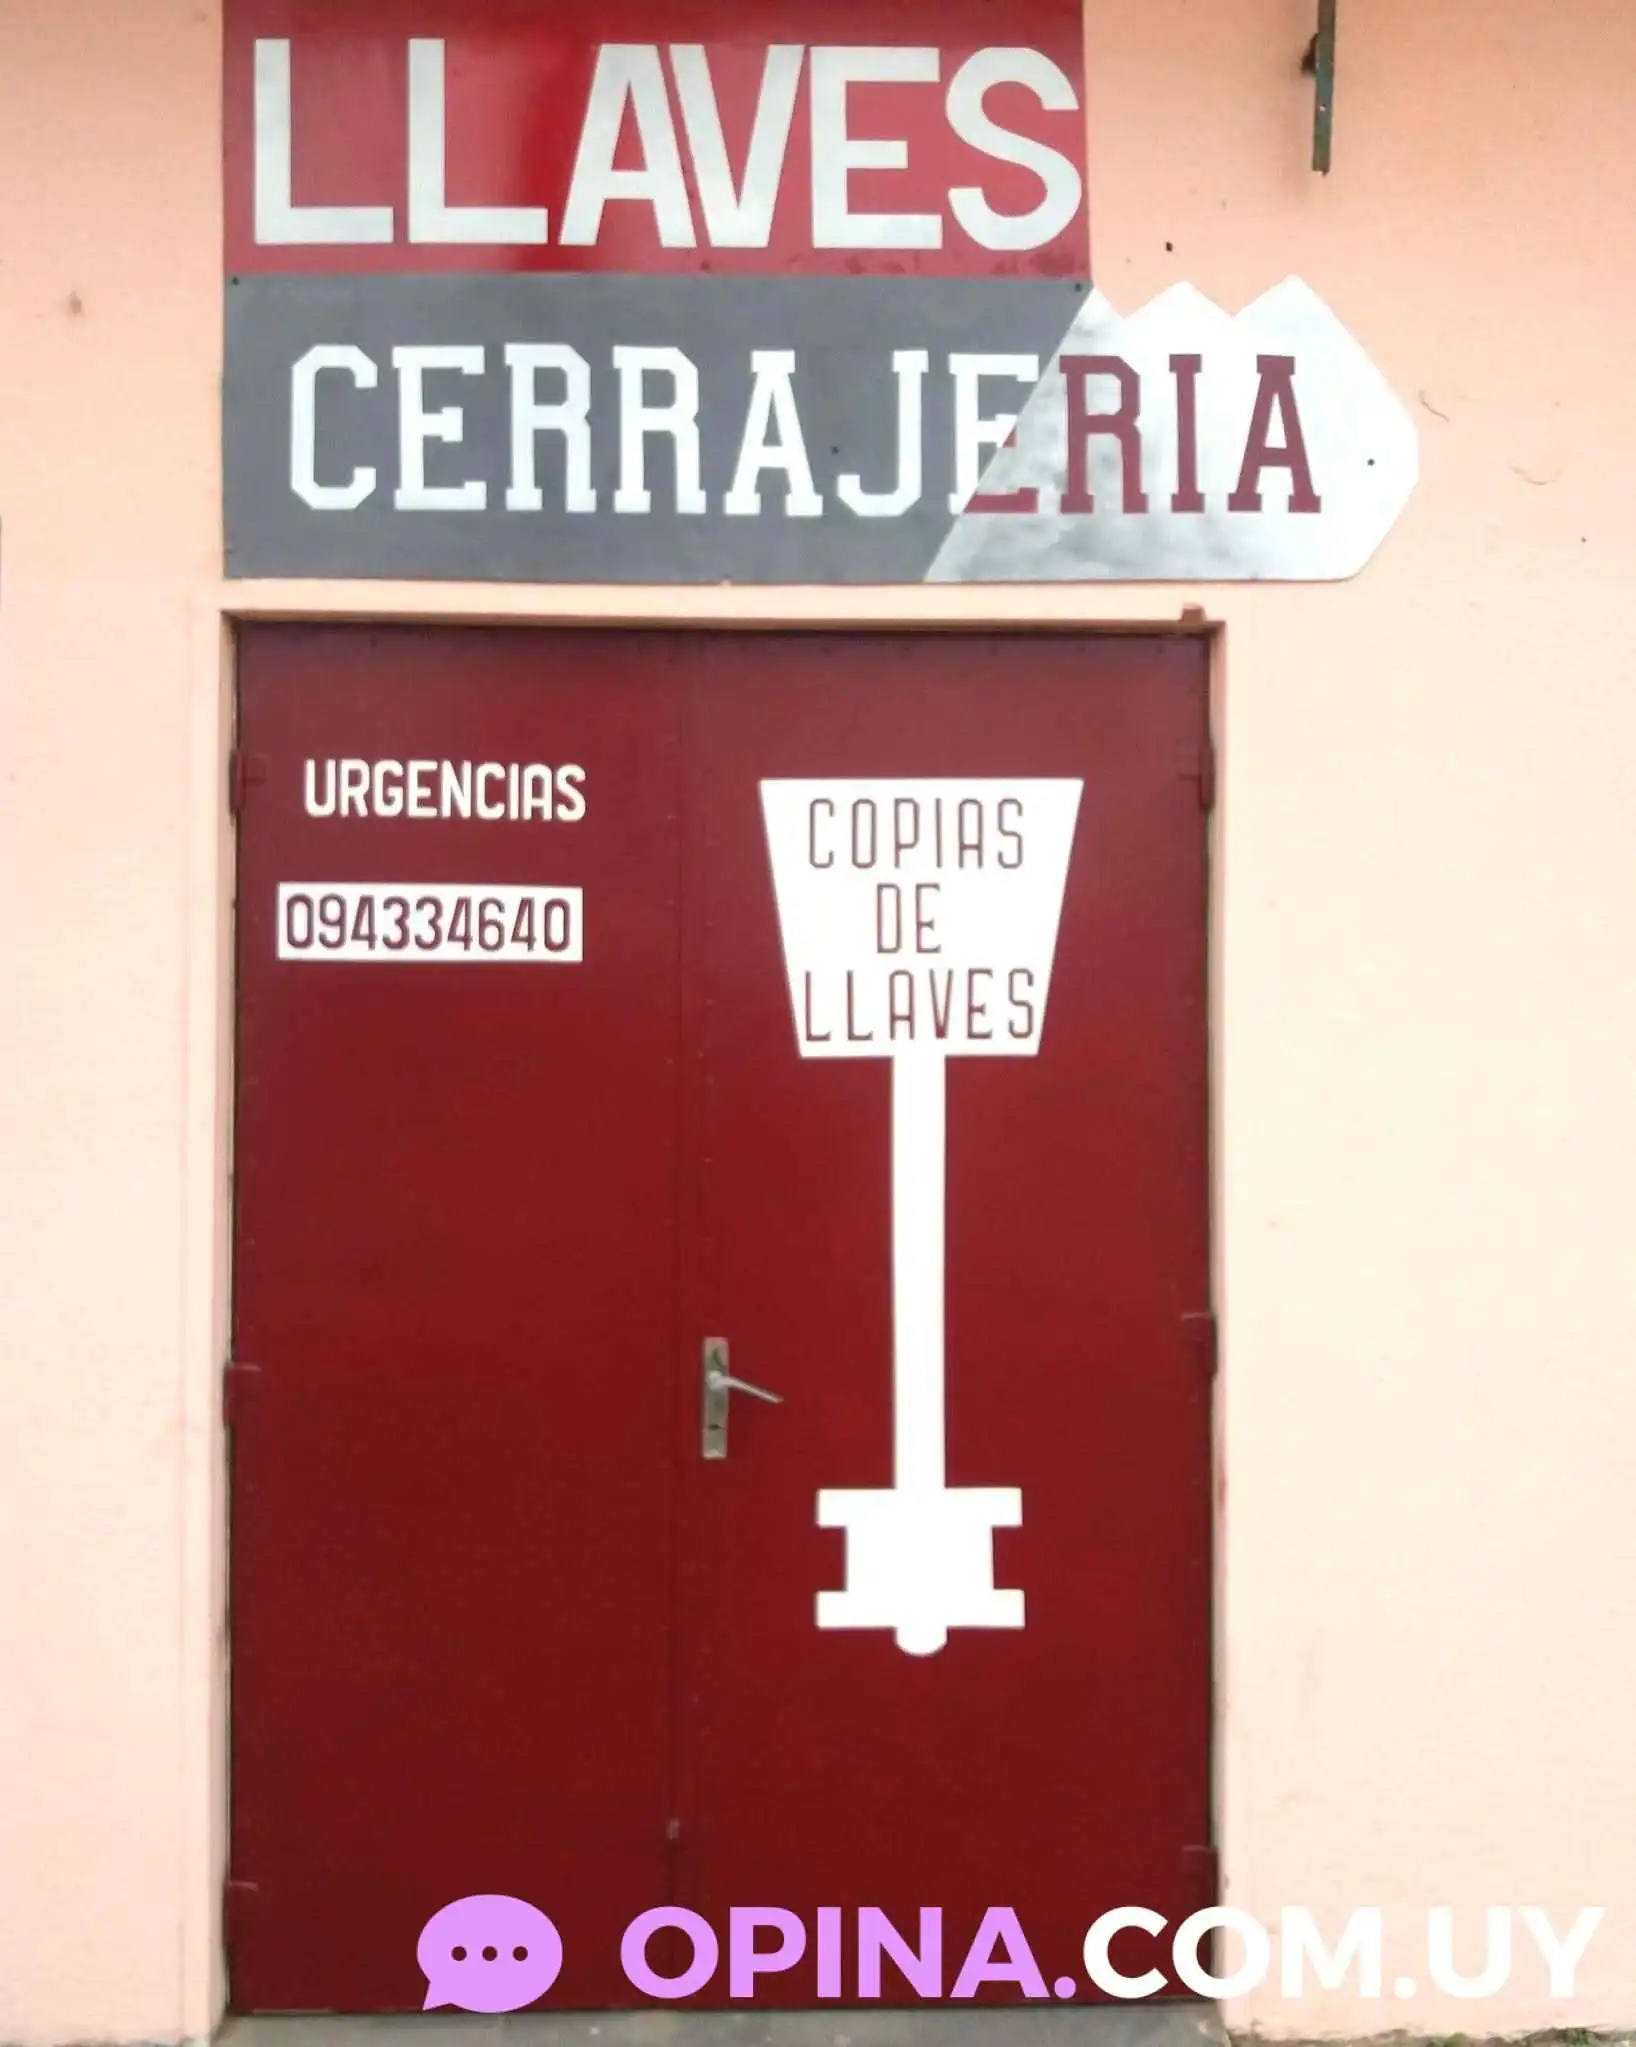 LLAVES
CERRAJERIA
URGENCIAS
094334640
COPIAS
DE
LLAVES
OPINA.COM.UY